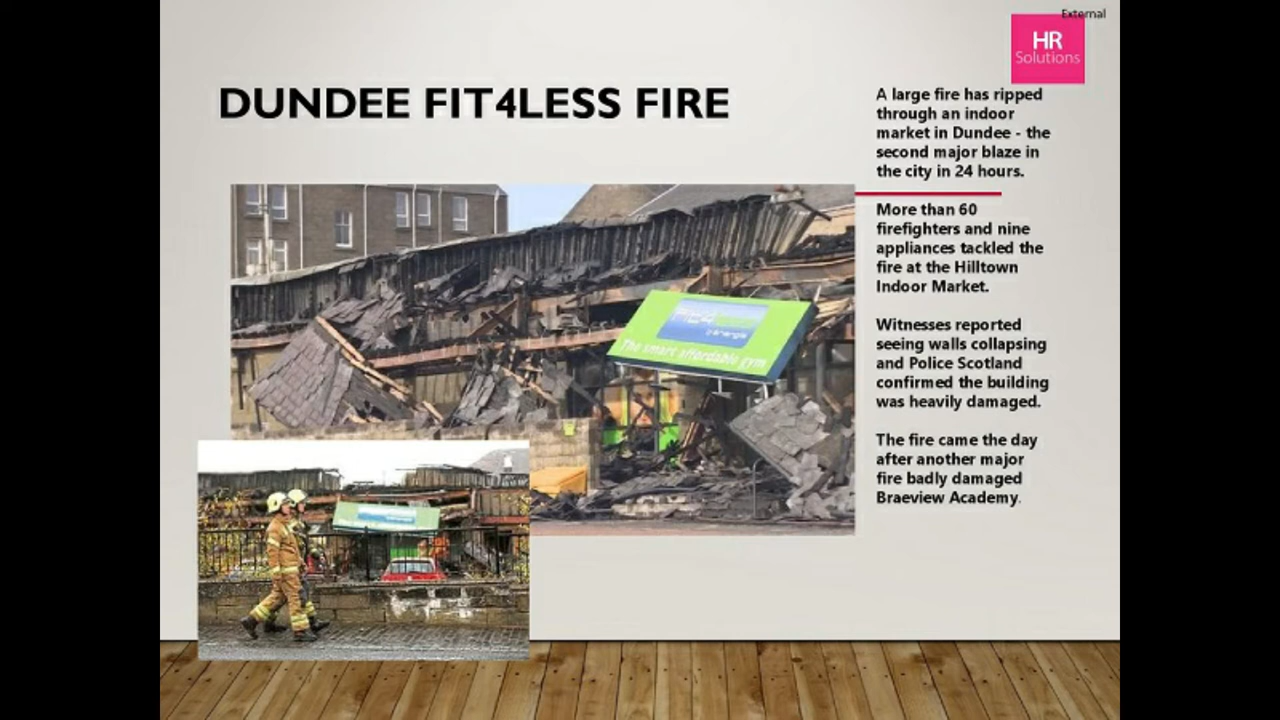 External
HR
Solutions
DUNDEE FIT4LESS FIRE
A large fire has ripped
through an indoor
market in Dundee - the
second major blaze in
the city in 24 hours.
More than 60
firefighters and nine
appliances tackled the
fire at the Hilltown
Indoor Market.
Witnesses reported
seeing walls collapsing
and Police Scotland
confirmed the building
was heavily damaged.
The fire came the day
after another major
fire badly damaged
Braeview Academy.
The smart affordable gym